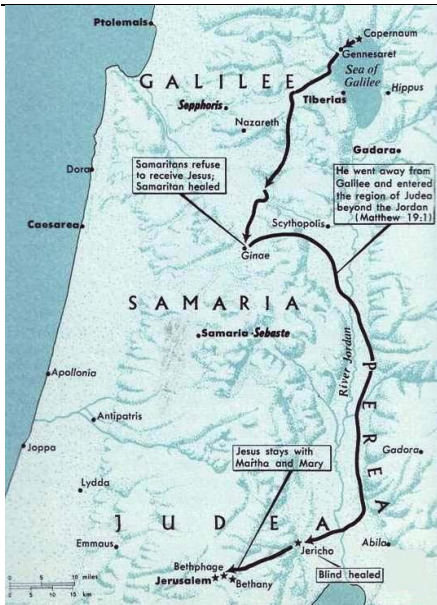 Ptolemais
Capernaum
Gennesaret
GALILEE
Sea of
Galilee
Hippus
Sepphoris
Tiberias
Nazareth
Gadara
Samaritans refuse
to receive Jesus;
Samaritan healed
He went away from
Galilee and entered
the region of Judea
beyond the Jordan
(Matthew 19:1)
Dora
Caesarea
Scythopolis
Ginae
SAMARIA
Samaria-Sebaste
River Jordan
Apollonia
PEREA
Antipatris
Joppa
Jesus stays with
Martha and Mary
Gadora
Lydda
JUDEA
Emmaus
Jericho
Abila
Bethphage
Jerusalem
Bethany
Blind healed
0 5 10 miles
0 5 10 15 km